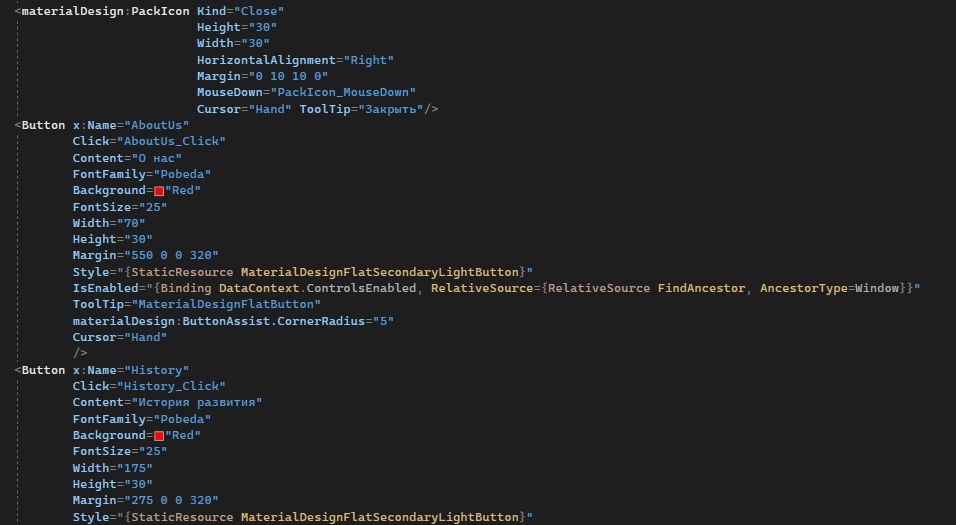 <materialDesign:PackIcon Kind="Close"
Height="30"
Width="30"
HorizontalAlignment="Right"
Margin="0 10 10 0"
MouseDown="PackIcon_MouseDown"
Cursor="Hand" ToolTip="Закрыть"/>
<Button x:Name="AboutUs"
Click="AboutUs_Click"
Content="О нас"
FontFamily="Pobeda"
Background="Red"
FontSize="25"
Width="70"
Height="30"
Margin="550 0 0 320"
Style="{StaticResource MaterialDesignFlatSecondaryLightButton}"
IsEnabled="{Binding DataContext.ControlsEnabled, RelativeSource={RelativeSource FindAncestor, AncestorType=Window}}"
ToolTip="MaterialDesignFlatButton"
materialDesign:ButtonAssist.CornerRadius="5"
Cursor="Hand"
/>
<Button x:Name="History"
Click="History_Click"
Content="История развития"
FontFamily="Pobeda"
Background="Red"
FontSize="25"
Width="175"
Height="30"
Margin="275 0 0 320"
Style="{StaticResource MaterialDesignFlatSecondaryLightButton}"